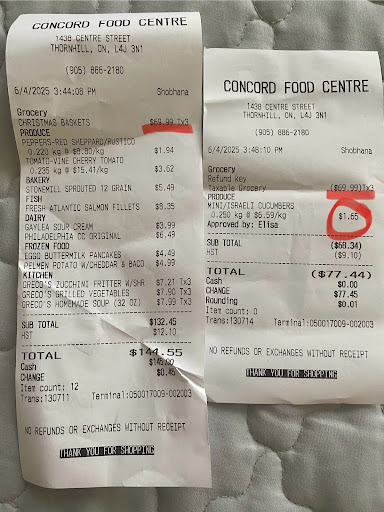 CONCORD FOOD CENTRE
1438 CENTRE STREET
THORNHILL, ON, L4J 3N1
(905) 886-2180
6/4/2025 3:44:08 PM Shobhana
Grocery
CHRISTMAS BASKETS $69.99 Tx3
PRODUCE
PEPPERS-RED SHEPPARD/RUSTICO
0.220 kg @ $8.80/kg $1.94
TOMATO-VINE CHERRY TOMATO
0.235 kg @ $15.41/kg $3.62
BAKERY
STONEMILL SPROUTED 12 GRAIN $5.49
FISH
FRESH ATLANTIC SALMON FILLETS $8.35
DAIRY
GAYLEA SOUR CREAM $3.99
PHILADELPHIA CC ORIGINAL $6.49
FROZEN FOOD
EGGO BUTTERMILK PANCAKES $4.49
PELMEN POTATO W/CHEDDAR & BACO $4.99
KITCHEN
GRECO'S ZUCCHINI FRITTER W/SHR $7.21 Tx3
GRECO'S GRILLED VEGETABLES $7.90 Tx3
GRECO'S HOMEMADE SOUP (32 OZ) $7.99 Tx3
SUB TOTAL $132.45
HST $12.10
TOTAL $144.55
Cash $145.00
CHANGE $0.45
Item count: 12
Trans:130711 Terminal:050017009-002003
NO REFUNDS OR EXCHANGES WITHOUT RECEIPT
THANK YOU FOR SHOPPING
CONCORD FOOD CENTRE
1438 CENTRE STREET
THORNHILL, ON, L4J 3N1
(905) 886-2180
6/4/2025 3:48:10 PM Shobhana
Grocery
Refund Key
Taxable Grocery ($69.99)Tx3
PRODUCE
MINI/ISRAELI CUCUMBERS
0.250 kg @ $6.59/kg $1.65
Approved by: Elisa
SUB TOTAL (68.34)
HST ($9.10)
TOTAL ($77.44)
Cash $0.00
CHANGE $77.45
Rounding $0.01
Item count: 0
Trans:130714 Terminal:050017009-002003
NO REFUNDS OR EXCHANGES WITHOUT RECEIPT
THANK YOU FOR SHOPPING